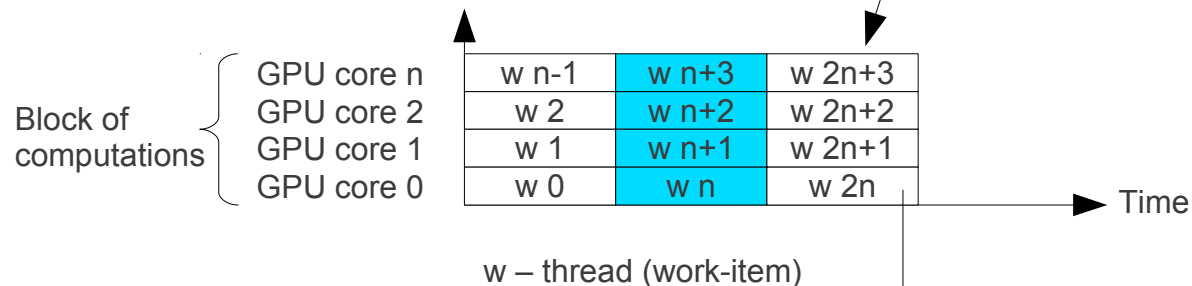 GPU core n w n-1 w n+3 w 2n+3
GPU core 2 w 2 w n+2 w 2n+2
Block of
computations
GPU core 1 w 1 w n+1 w 2n+1
GPU core 0 w 0 w n w 2n
Time
w – thread (work-item)